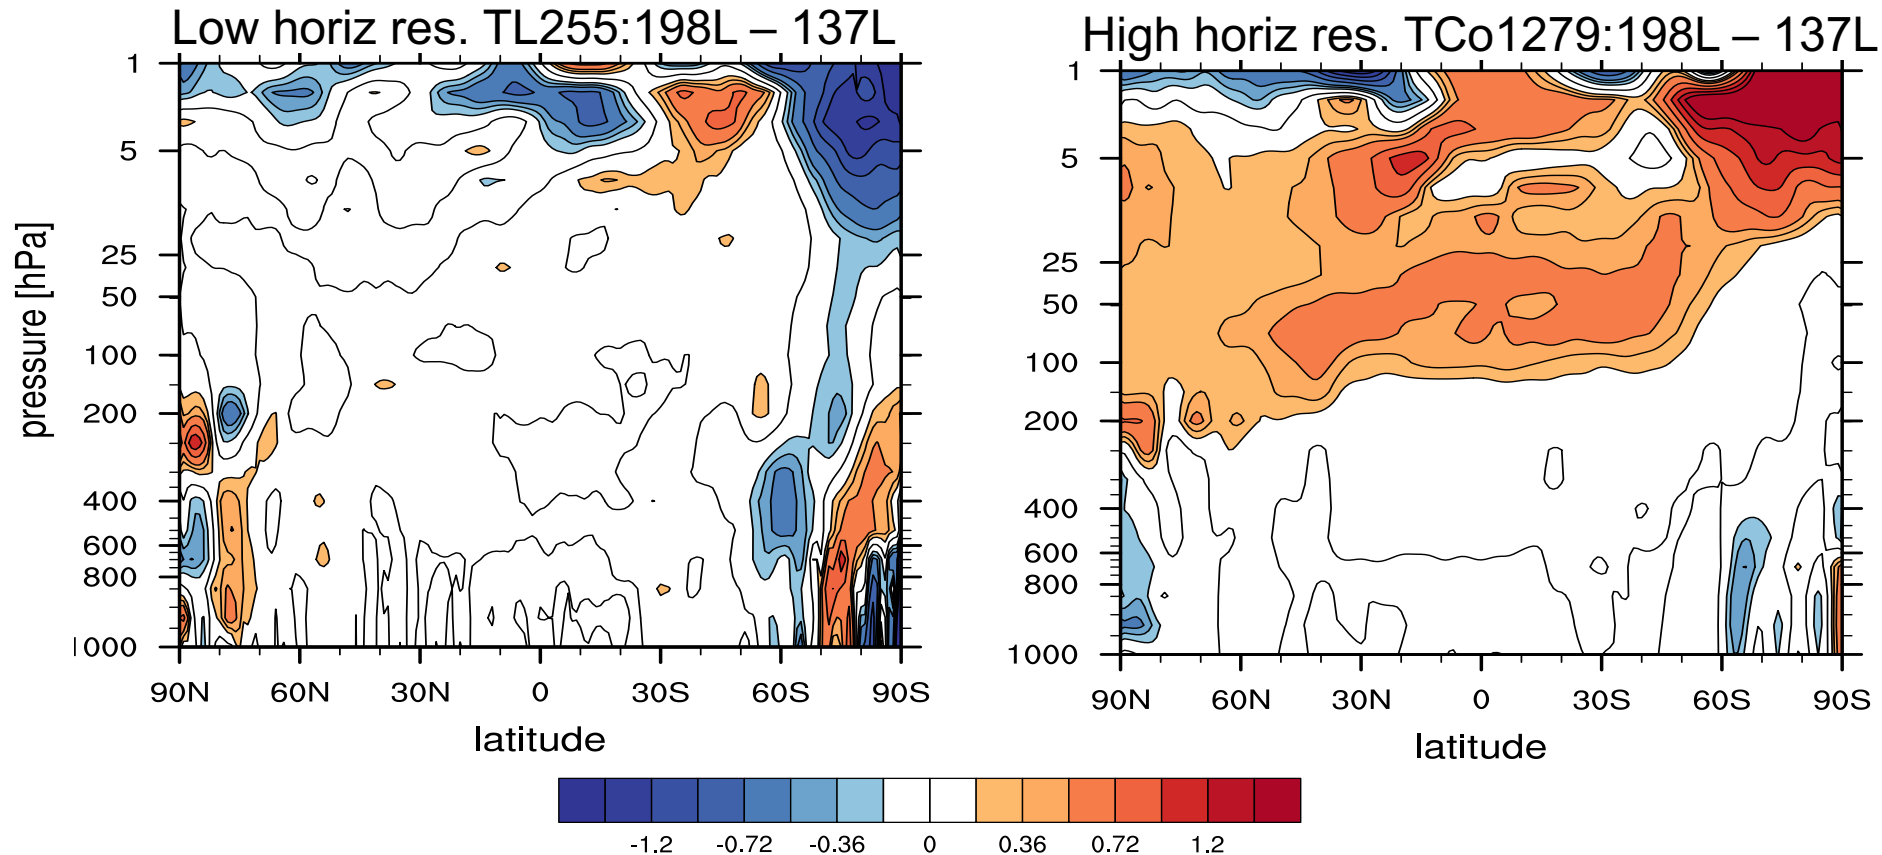 Low horiz res. TL255:198L – 137L
High horiz res. TCo1279:198L – 137L
pressure [hPa]
1
5
25
50
100
200
400
600
800
1000
90N 60N 30N 0 30S 60S 90S
latitude
1
5
25
50
100
200
400
600
800
1000
90N 60N 30N 0 30S 60S 90S
latitude
-1.2 -0.72 -0.36 0 0.36 0.72 1.2